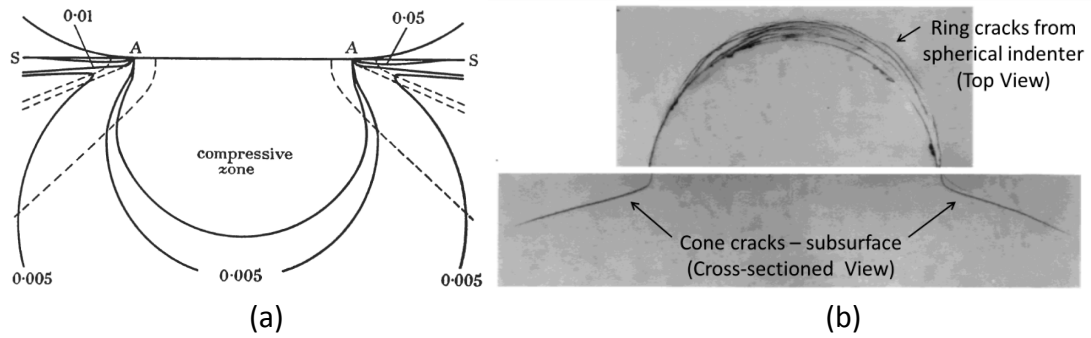 0·01
0·05
S
A
A
S
compressive
zone
0·005
0·005
0·005
(a)
Ring cracks from
spherical indenter
(Top View)
Cone cracks – subsurface
(Cross-sectioned View)
(b)